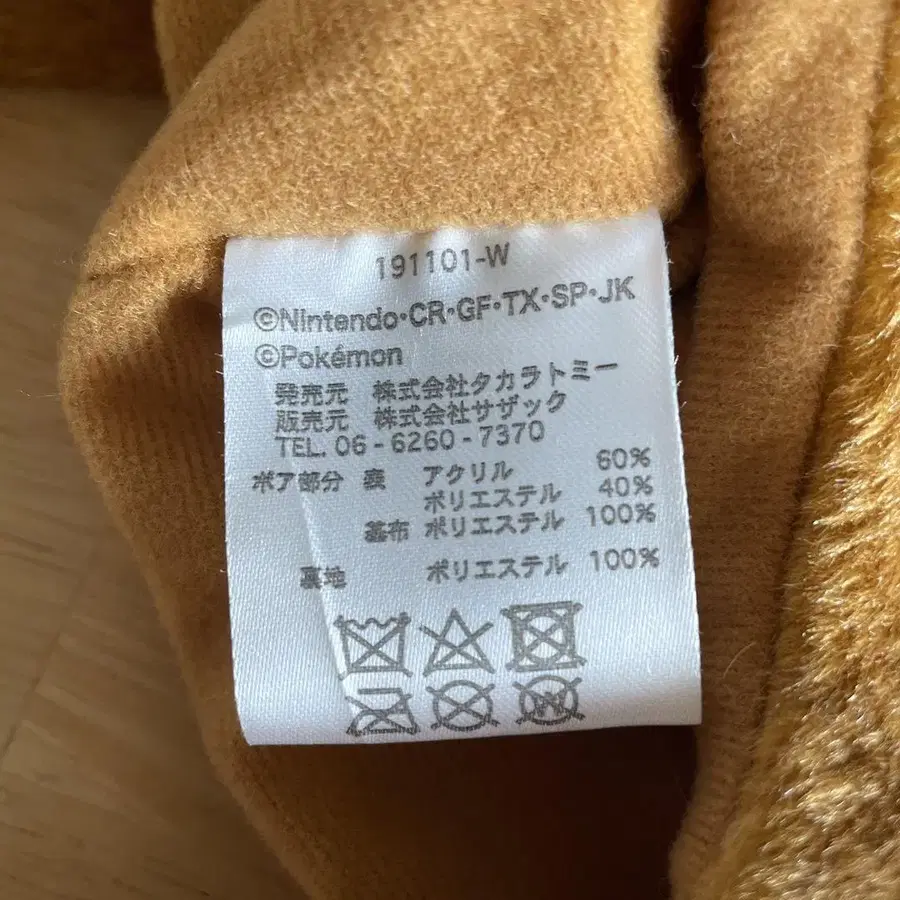 191101-W
©Nintendo・CR・GF・TX・SP・JK
©Pokémon
発売元 株式会社タカラトミー
販売元 株式会社サザック
TEL. 06-6260-7370
ボア部分 表 アクリル 60%
ポリエステル 40%
基布 ポリエステル 100%
裏地 ポリエステル 100%
W